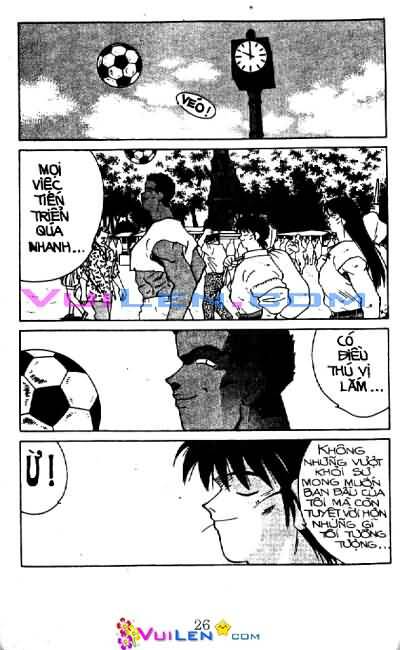 VEÓ!
MỌI
VIỆC
TIẾN
TRIỂN
QUÁ
NHANH...
VUILEN.COM
CÓ
ĐIỀU
THÚ VỊ
LẮM...
Ừ!
KHÔNG
NHỮNG VƯỢT
KHỎI SỰ
MONG MUỐN
BAN ĐẦU CỦA
TÔI MÀ CÒN
TUYỆT VỜI HƠN
NHỮNG GÌ
TÔI TƯỞNG
TƯỢNG...
26
VUILEN.COM